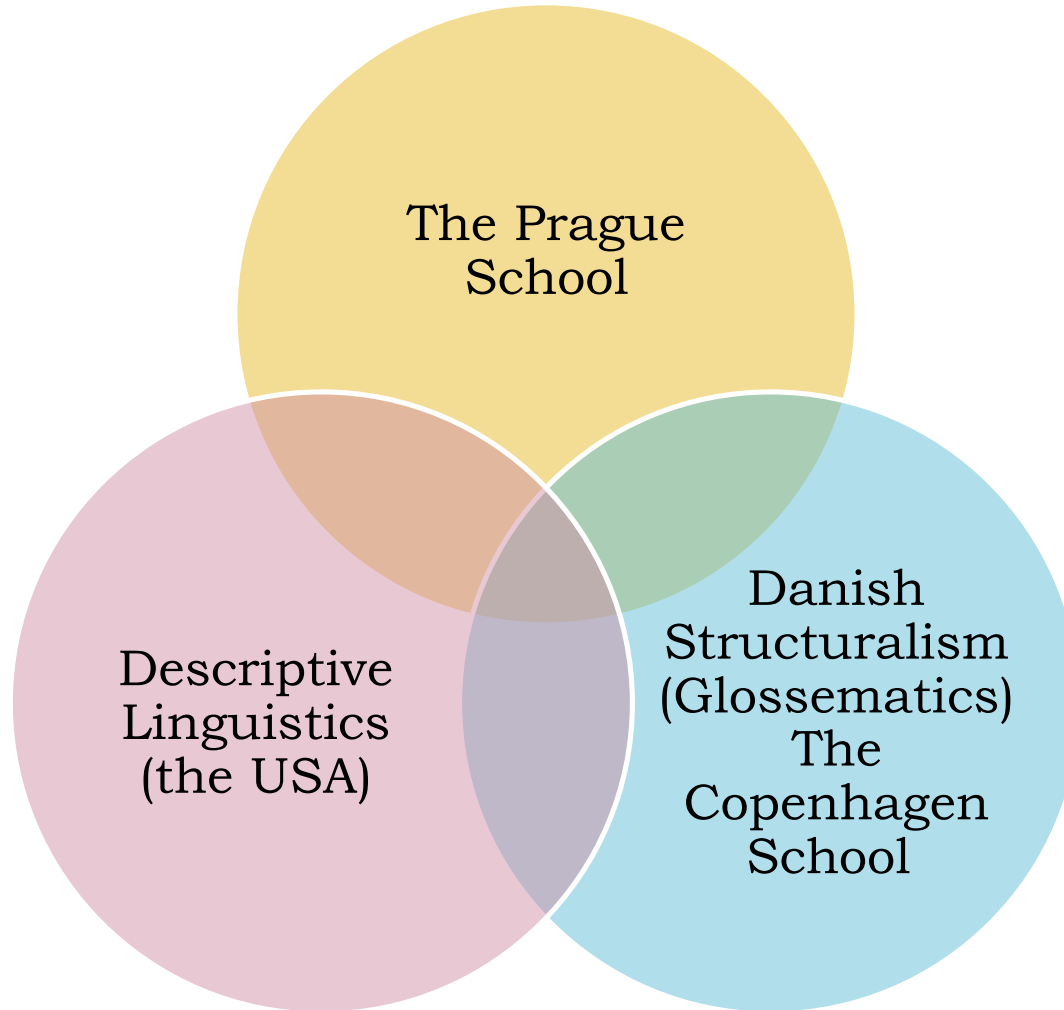 The Prague
School
Descriptive
Linguistics
(the USA)
Danish
Structuralism
(Glossematics)
The
Copenhagen
School